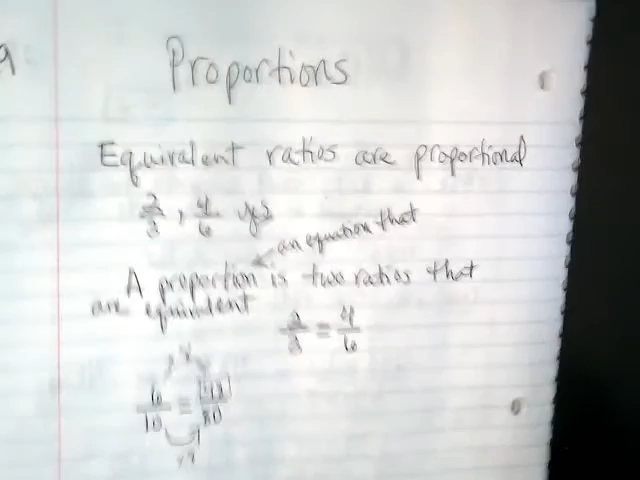 Proportions
Equivalent ratios are proportional
2/3, 4/6 yes
an equation that
A proportion is two ratios that
are equivalent
2/3 = 4/6
6/10 =